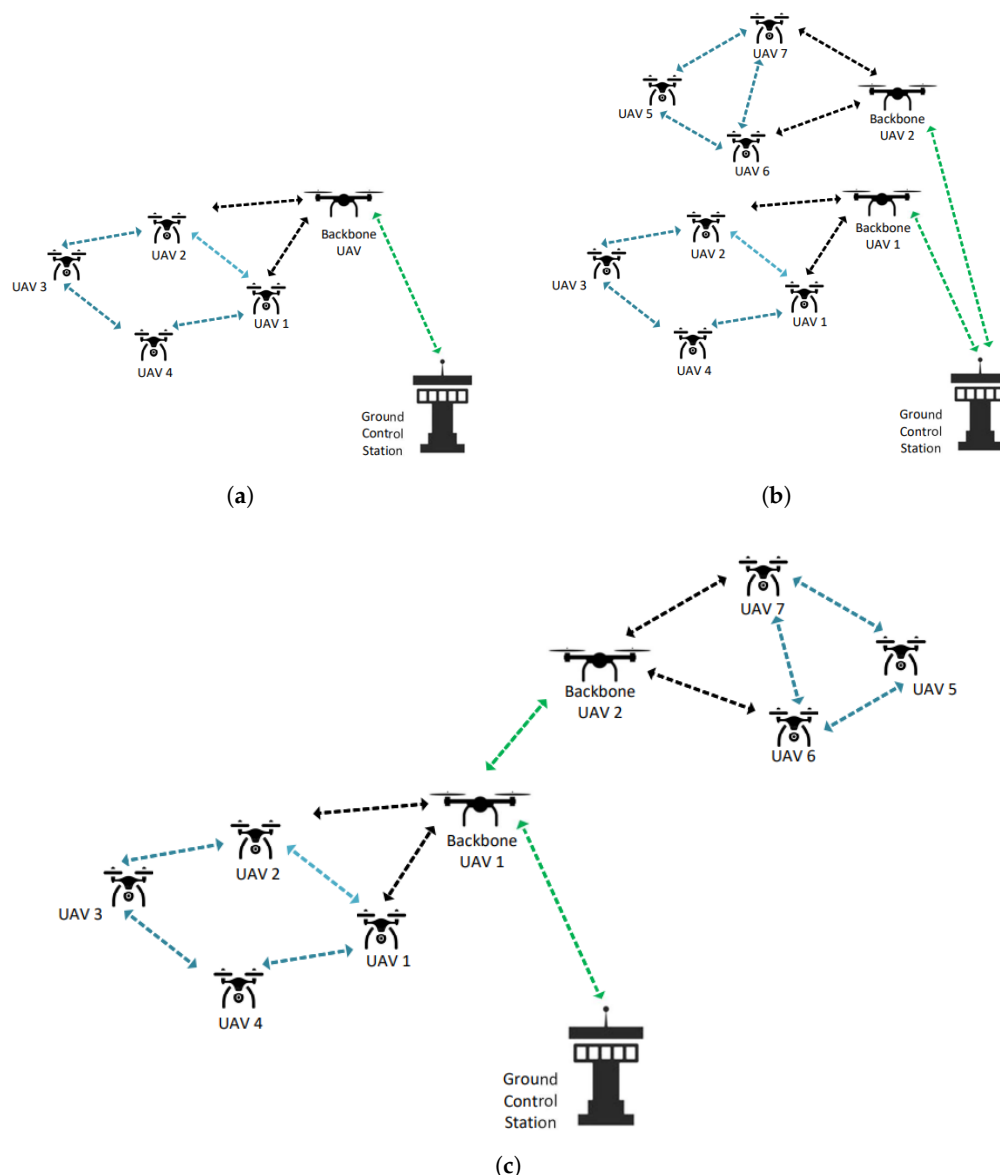 UAV 2
UAV 3
UAV 1
UAV 4
Backbone
UAV
Ground
Control
Station
(a)
UAV 7
UAV 5
UAV 6
Backbone
UAV 2
UAV 2
UAV 3
UAV 1
UAV 4
Backbone
UAV 1
Ground
Control
Station
(b)
UAV 7
UAV 5
UAV 6
Backbone
UAV 2
Backbone
UAV 1
UAV 2
UAV 3
UAV 1
UAV 4
Ground
Control
Station
(c)